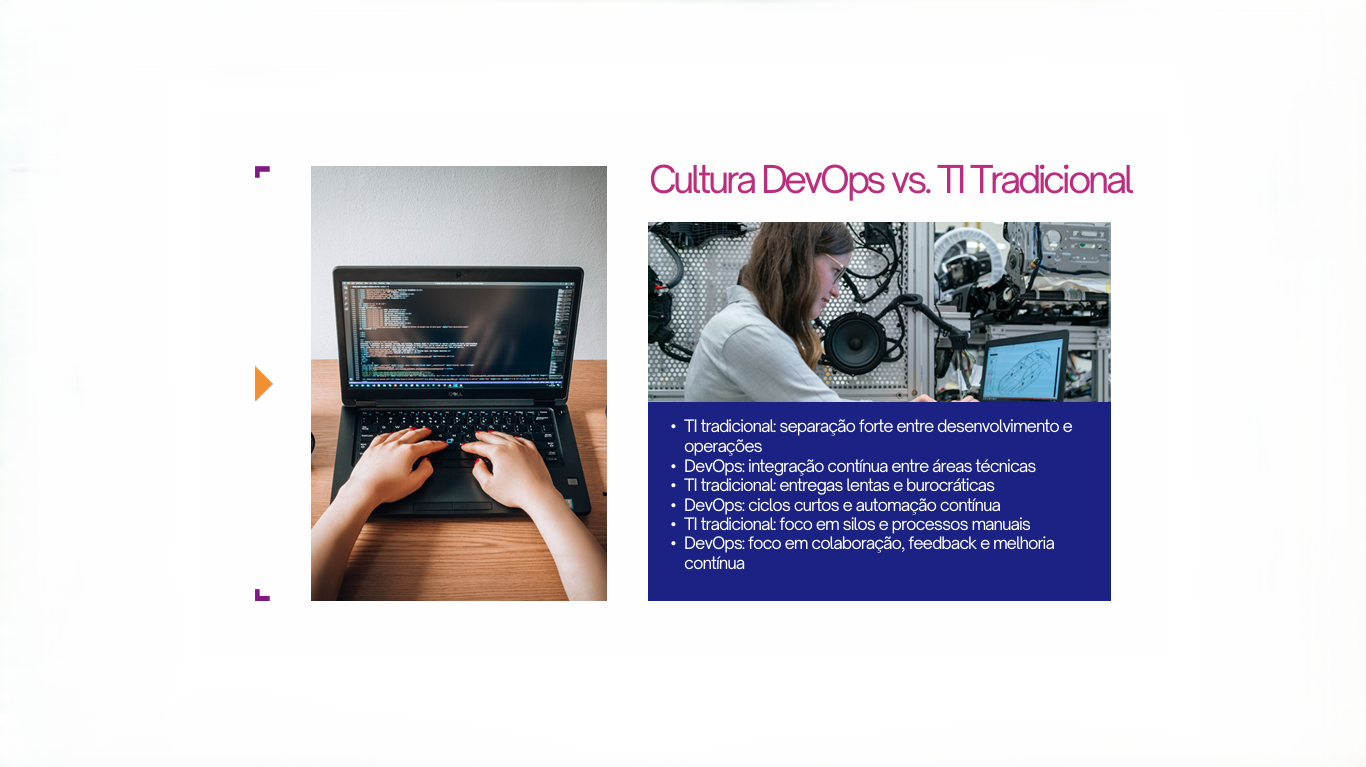 Cultura DevOps vs. TI Tradicional
• TI tradicional: separação forte entre desenvolvimento e
operações
• DevOps: integração contínua entre áreas técnicas
• TI tradicional: entregas lentas e burocráticas
• DevOps: ciclos curtos e automação contínua
• TI tradicional: foco em silos e processos manuais
• DevOps: foco em colaboração, feedback e melhoria
contínua
DELL